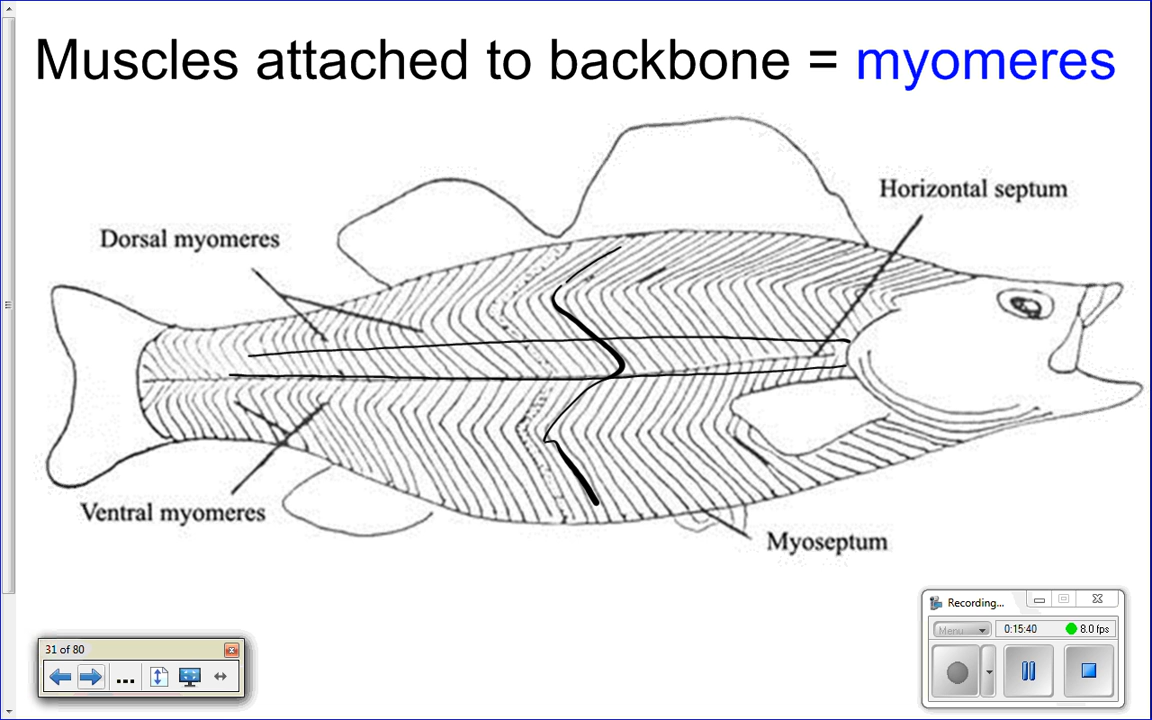 Muscles attached to backbone = myomeres
Horizontal septum
Dorsal myomeres
Ventral myomeres
Myoseptum
Recording...
Menu
0:15:40
8.0 fps
31 of 80
...